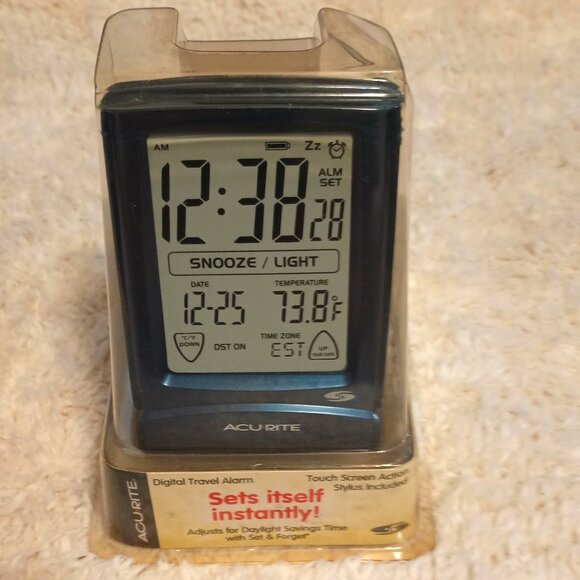 AM Zz
12:38 28
ALM
SET
SNOOZE / LIGHT
DATE TEMPERATURE
12-25 73.8°F
°C/°F
DOWN
DST ON
TIME ZONE
EST
UP
ACU·RITE
ACU·RITE
Digital Travel Alarm
Touch Screen Action
Stylus Included
Sets itself
instantly!
Adjusts for Daylight Savings Time
with Set & Forget